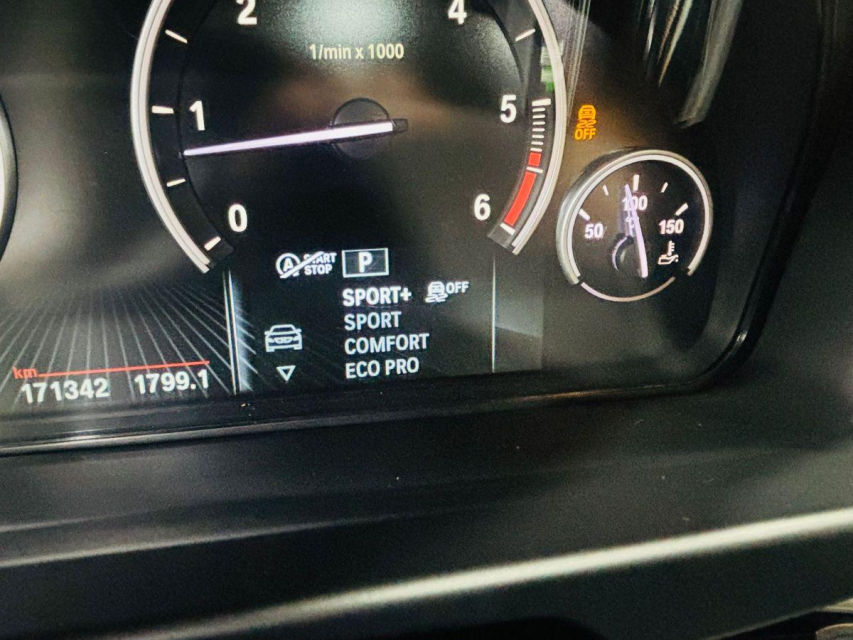 2
4
1/min x 1000
1
5
OFF
0
6
100
50
150
A START STOP
P
SPORT+ OFF
SPORT
COMFORT
ECO PRO
km
171342 1799.1